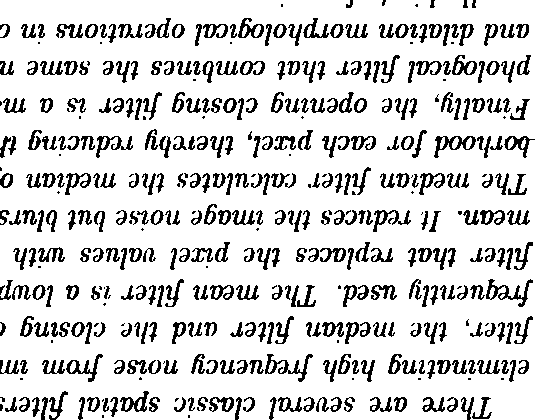 There are several classic spatial filters
eliminating high frequency noise from im
filter, the median filter and the closing o
frequently used. The mean filter is a lowp
filter that replaces the pixel values with
mean. It reduces the image noise but blurs
The median filter calculates the median o
borhood for each pixel, thereby reducing th
Finally, the opening closing filter is a m
phological filter that combines the same n
and dilation morphological operations in o